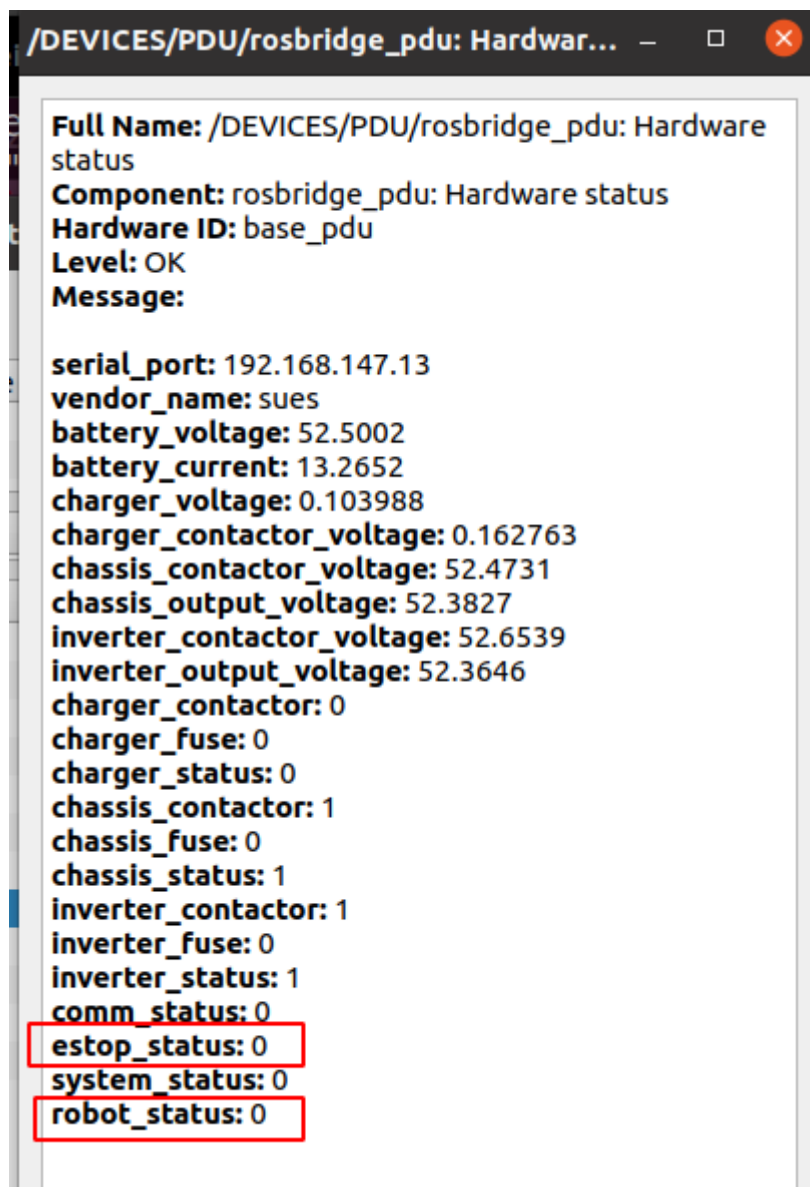 /DEVICES/PDU/rosbridge_pdu: Hardwar...
Full Name: /DEVICES/PDU/rosbridge_pdu: Hardware
status
Component: rosbridge_pdu: Hardware status
Hardware ID: base_pdu
Level: OK
Message:
serial_port: 192.168.147.13
vendor_name: sues
battery_voltage: 52.5002
battery_current: 13.2652
charger_voltage: 0.103988
charger_contactor_voltage: 0.162763
chassis_contactor_voltage: 52.4731
chassis_output_voltage: 52.3827
inverter_contactor_voltage: 52.6539
inverter_output_voltage: 52.3646
charger_contactor: 0
charger_fuse: 0
charger_status: 0
chassis_contactor: 1
chassis_fuse: 0
chassis_status: 1
inverter_contactor: 1
inverter_fuse: 0
inverter_status: 1
comm_status: 0
estop_status: 0
system_status: 0
robot_status: 0